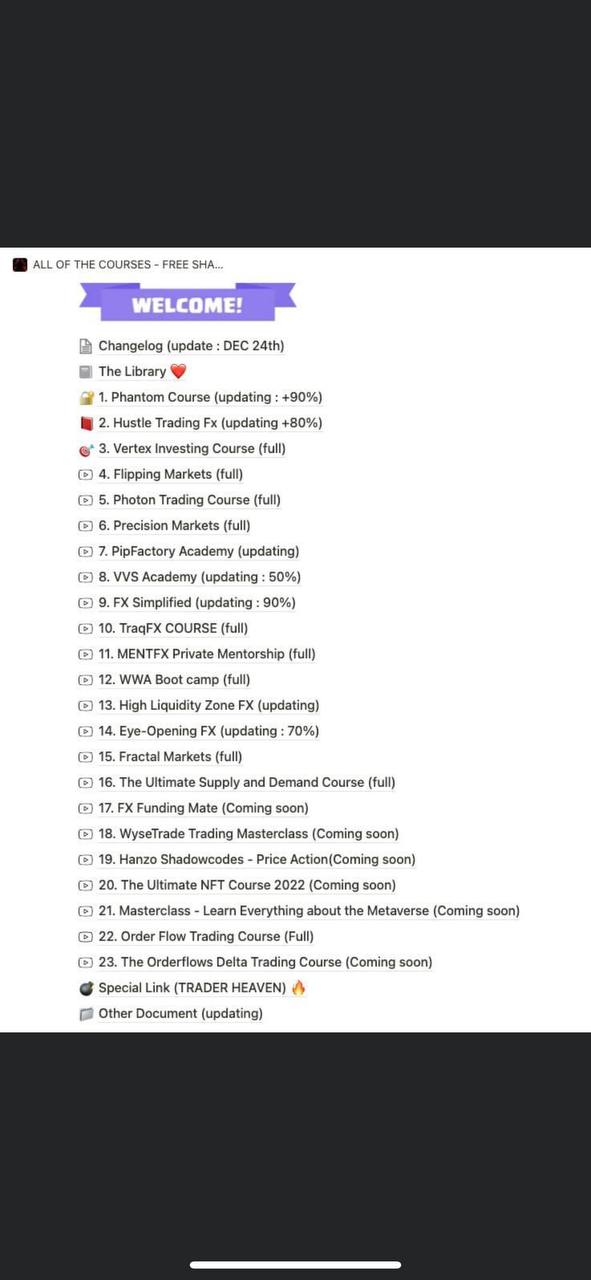 ALL OF THE COURSES - FREE SHA...
WELCOME!
Changelog (update : DEC 24th)
The Library ❤️
1. Phantom Course (updating : +90%)
2. Hustle Trading Fx (updating +80%)
3. Vertex Investing Course (full)
4. Flipping Markets (full)
5. Photon Trading Course (full)
6. Precision Markets (full)
7. PipFactory Academy (updating)
8. VVS Academy (updating : 50%)
9. FX Simplified (updating : 90%)
10. TraqFX COURSE (full)
11. MENTFX Private Mentorship (full)
12. WWA Boot camp (full)
13. High Liquidity Zone FX (updating)
14. Eye-Opening FX (updating : 70%)
15. Fractal Markets (full)
16. The Ultimate Supply and Demand Course (full)
17. FX Funding Mate (Coming soon)
18. WyseTrade Trading Masterclass (Coming soon)
19. Hanzo Shadowcodes - Price Action(Coming soon)
20. The Ultimate NFT Course 2022 (Coming soon)
21. Masterclass - Learn Everything about the Metaverse (Coming soon)
22. Order Flow Trading Course (Full)
23. The Orderflows Delta Trading Course (Coming soon)
Special Link (TRADER HEAVEN) 🔥
Other Document (updating)